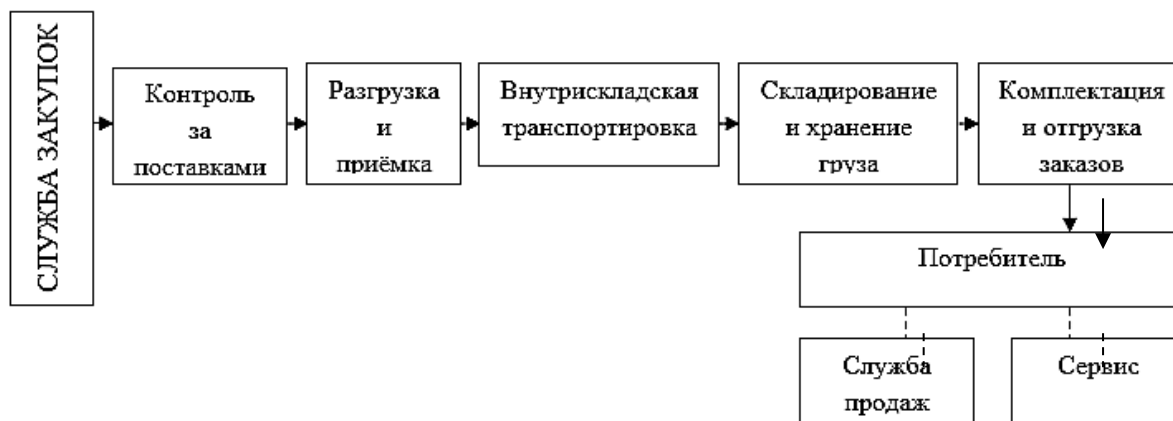 СЛУЖБА ЗАКУПОК
Контроль
за
поставками
Разгрузка
и
приёмка
Внутрискладская
транспортировка
Складирование
и хранение
груза
Комплектация
и отгрузка
заказов
Потребитель
Служба
продаж
Сервис